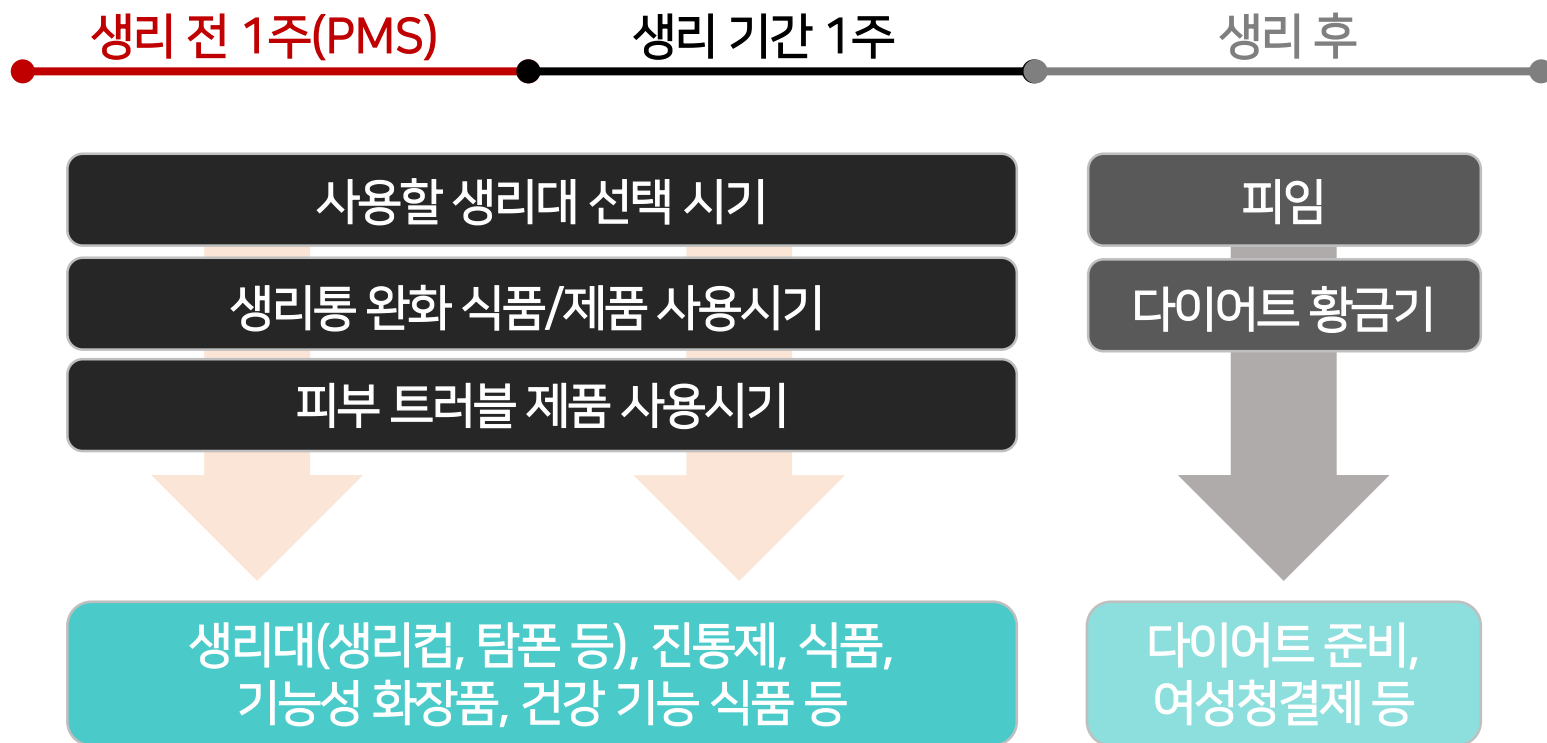 생리 전 1주(PMS)
생리 기간 1주
생리 후
사용할 생리대 선택 시기
생리통 완화 식품/제품 사용시기
피부 트러블 제품 사용시기
피임
다이어트 황금기
생리대(생리컵, 탐폰 등), 진통제, 식품,
기능성 화장품, 건강 기능 식품 등
다이어트 준비,
여성청결제 등